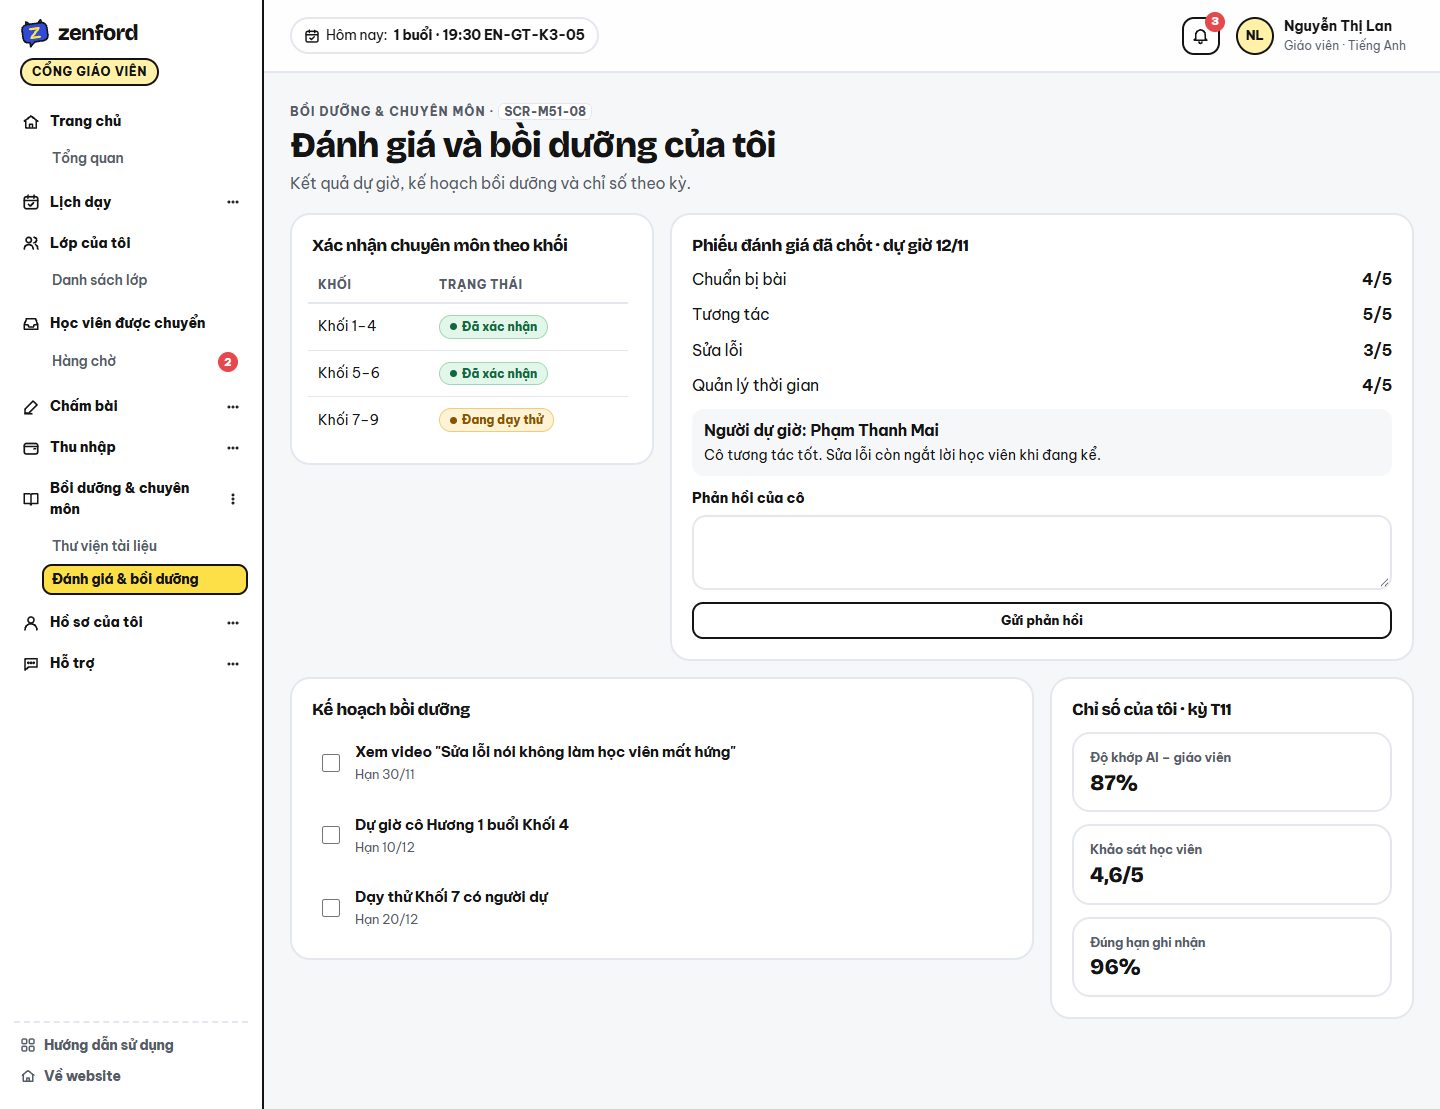 zenford
CỔNG GIÁO VIÊN
Trang chủ
Tổng quan
Lịch dạy
Lớp của tôi
Danh sách lớp
Học viên được chuyển
Hàng chờ 2
Chấm bài
Thu nhập
Bồi dưỡng & chuyên
môn
Thư viện tài liệu
Đánh giá & bồi dưỡng
Hồ sơ của tôi
Hỗ trợ
Hướng dẫn sử dụng
Về website
Hôm nay: 1 buổi · 19:30 EN-GT-K3-05
3
NL
Nguyễn Thị Lan
Giáo viên · Tiếng Anh
BỒI DƯỠNG & CHUYÊN MÔN · SCR-M51-08
Đánh giá và bồi dưỡng của tôi
Kết quả dự giờ, kế hoạch bồi dưỡng và chỉ số theo kỳ.
Xác nhận chuyên môn theo khối
KHỐI TRẠNG THÁI
Khối 1–4 Đã xác nhận
Khối 5–6 Đã xác nhận
Khối 7–9 Đang dạy thử
Phiếu đánh giá đã chốt · dự giờ 12/11
Chuẩn bị bài 4/5
Tương tác 5/5
Sửa lỗi 3/5
Quản lý thời gian 4/5
Người dự giờ: Phạm Thanh Mai
Cô tương tác tốt. Sửa lỗi còn ngắt lời học viên khi đang kể.
Phản hồi của cô
Gửi phản hồi
Kế hoạch bồi dưỡng
Xem video "Sửa lỗi nói không làm học viên mất hứng"
Hạn 30/11
Dự giờ cô Hương 1 buổi Khối 4
Hạn 10/12
Dạy thử Khối 7 có người dự
Hạn 20/12
Chỉ số của tôi · kỳ T11
Độ khớp AI – giáo viên
87%
Khảo sát học viên
4,6/5
Đúng hạn ghi nhận
96%